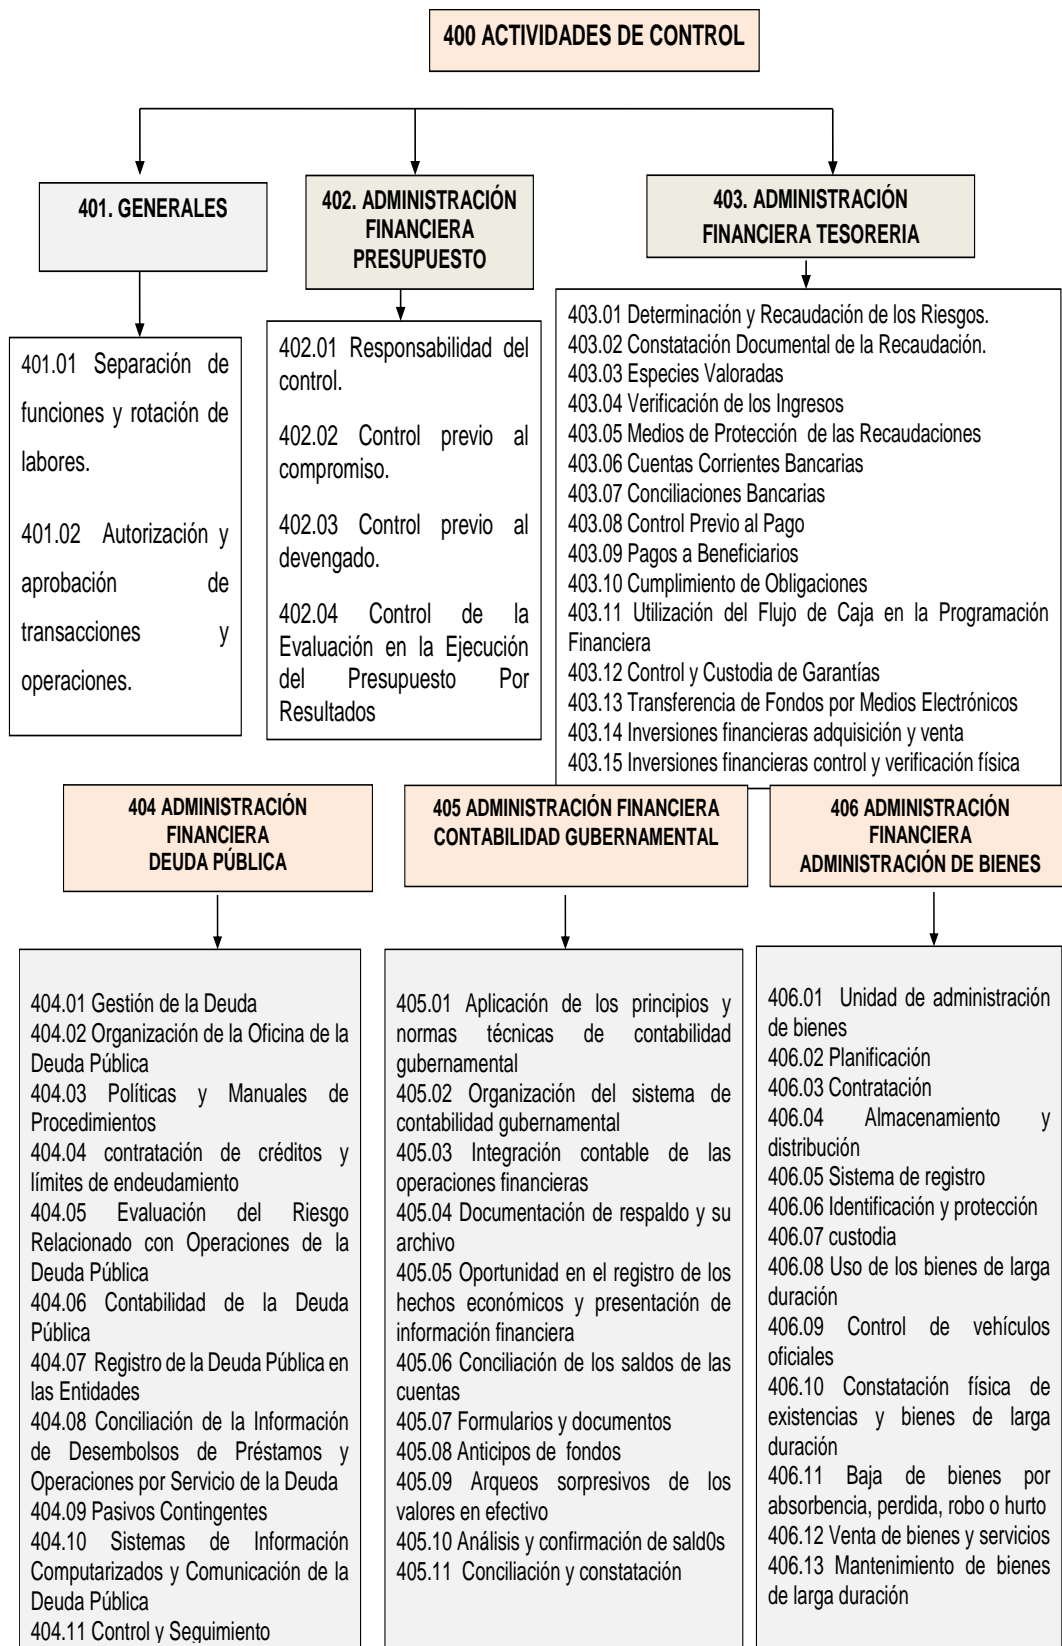 400 ACTIVIDADES DE CONTROL
401. GENERALES
402. ADMINISTRACIÓN
FINANCIERA
PRESUPUESTO
403. ADMINISTRACIÓN
FINANCIERA TESORERIA
401.01 Separación de
funciones y rotación de
labores.
401.02 Autorización y
aprobación de
transacciones y
operaciones.
402.01 Responsabilidad del
control.
402.02 Control previo al
compromiso.
402.03 Control previo al
devengado.
402.04 Control de la
Evaluación en la Ejecución
del Presupuesto Por
Resultados
403.01 Determinación y Recaudación de los Riesgos.
403.02 Constatación Documental de la Recaudación.
403.03 Especies Valoradas
403.04 Verificación de los Ingresos
403.05 Medios de Protección de las Recaudaciones
403.06 Cuentas Corrientes Bancarias
403.07 Conciliaciones Bancarias
403.08 Control Previo al Pago
403.09 Pagos a Beneficiarios
403.10 Cumplimiento de Obligaciones
403.11 Utilización del Flujo de Caja en la Programación
Financiera
403.12 Control y Custodia de Garantías
403.13 Transferencia de Fondos por Medios Electrónicos
403.14 Inversiones financieras adquisición y venta
403.15 Inversiones financieras control y verificación física
404 ADMINISTRACIÓN
FINANCIERA
DEUDA PÚBLICA
405 ADMINISTRACIÓN FINANCIERA
CONTABILIDAD GUBERNAMENTAL
406 ADMINISTRACIÓN
FINANCIERA
ADMINISTRACIÓN DE BIENES
404.01 Gestión de la Deuda
404.02 Organización de la Oficina de la
Deuda Pública
404.03 Políticas y Manuales de
Procedimientos
404.04 contratación de créditos y
límites de endeudamiento
404.05 Evaluación del Riesgo
Relacionado con Operaciones de la
Deuda Pública
404.06 Contabilidad de la Deuda
Pública
404.07 Registro de la Deuda Pública en
las Entidades
404.08 Conciliación de la Información
de Desembolsos de Préstamos y
Operaciones por Servicio de la Deuda
404.09 Pasivos Contingentes
404.10 Sistemas de Información
Computarizados y Comunicación de la
Deuda Pública
404.11 Control y Seguimiento
405.01 Aplicación de los principios y
normas técnicas de contabilidad
gubernamental
405.02 Organización del sistema de
contabilidad gubernamental
405.03 Integración contable de las
operaciones financieras
405.04 Documentación de respaldo y su
archivo
405.05 Oportunidad en el registro de los
hechos económicos y presentación de
información financiera
405.06 Conciliación de los saldos de las
cuentas
405.07 Formularios y documentos
405.08 Anticipos de fondos
405.09 Arqueos sorpresivos de los
valores en efectivo
405.10 Análisis y confirmación de sald0s
405.11 Conciliación y constatación
406.01 Unidad de administración
de bienes
406.02 Planificación
406.03 Contratación
406.04 Almacenamiento y
distribución
406.05 Sistema de registro
406.06 Identificación y protección
406.07 custodia
406.08 Uso de los bienes de larga
duración
406.09 Control de vehículos
oficiales
406.10 Constatación física de
existencias y bienes de larga
duración
406.11 Baja de bienes por
absorbencia, perdida, robo o hurto
406.12 Venta de bienes y servicios
406.13 Mantenimiento de bienes
de larga duración